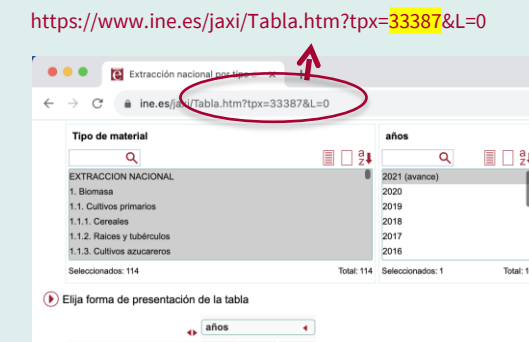 https://www.ine.es/jaxi/Tabla.htm?tpx=33387&L=0
Extracción nacional por tipo
ine.es/jaxi/Tabla.htm?tpx=33387&L=0
Tipo de material
años
EXTRACCION NACIONAL
2021 (avance)
1. Biomasa
2020
1.1. Cultivos primarios
2019
1.1.1. Cereales
2018
1.1.2. Raices y tubérculos
2017
1.1.3. Cultivos azucareros
2016
Seleccionados: 114
Total: 114
Seleccionados: 1
Total:
Elija forma de presentación de la tabla
años